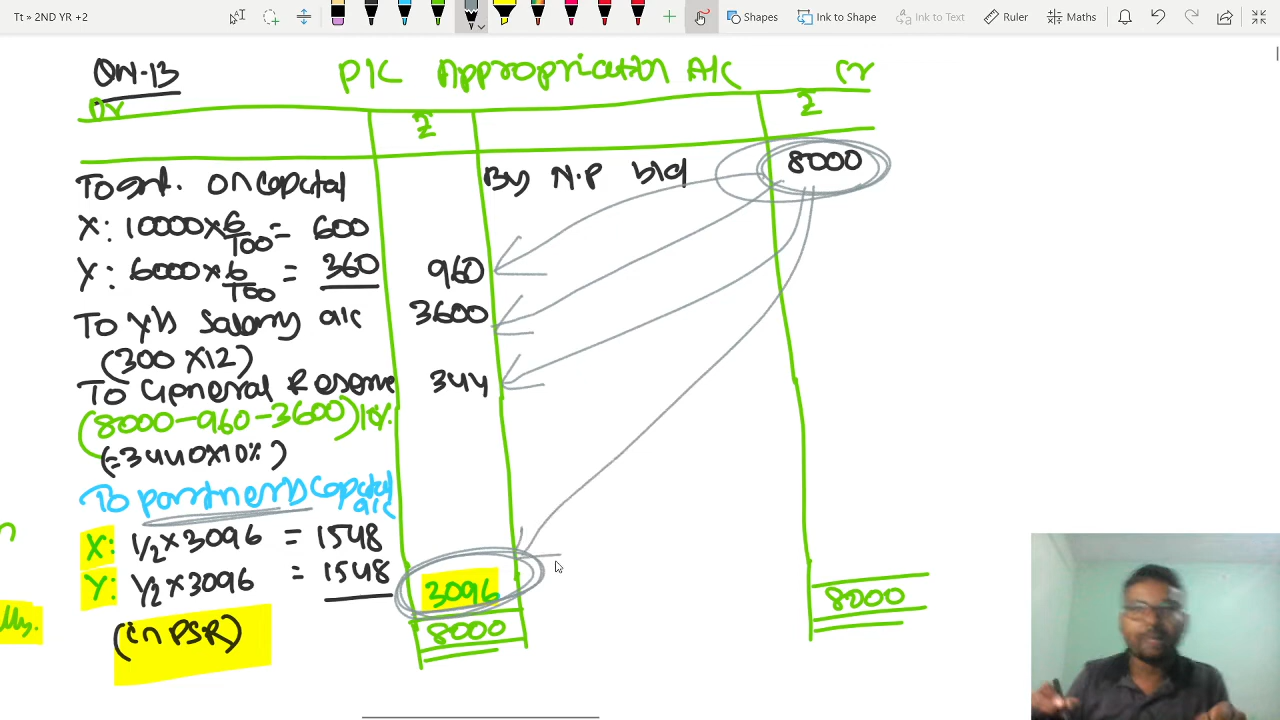 Tt > 2ND YR +2
Shapes Ink to Shape Ink to Text Ruler Maths
QN-13 P/L Appropriation A/C Cr
Dr ₹ ₹
To Int. On Capital By N.P b/d 8000
X: 10000×6/100 = 600
Y: 6000×6/100 = 360 960
To Y's Salary a/c 3600
(300 ×12)
To General Reserve 344
(8000-960-3600)10%
(=3440×10%)
To partner's Capital a/c
X: 1/2×3096 = 1548
Y: 1/2×3096 = 1548 3096 8000
(in PSR) 8000